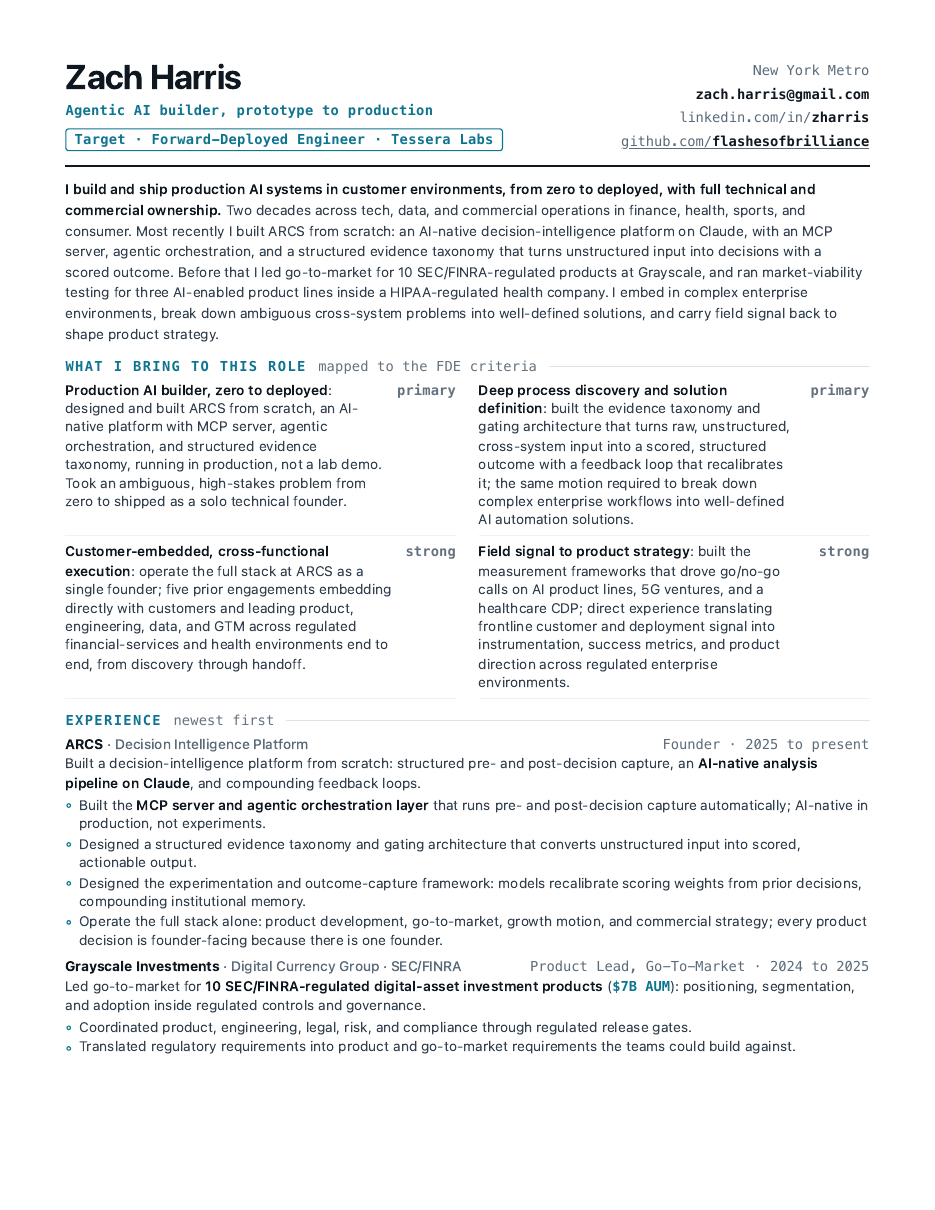 Zach Harris
Agentic AI builder, prototype to production
Target · Forward-Deployed Engineer · Tessera Labs
New York Metro
zach.harris@gmail.com
linkedin.com/in/zharris
github.com/flashesofbrilliance
I build and ship production AI systems in customer environments, from zero to deployed, with full technical and
commercial ownership. Two decades across tech, data, and commercial operations in finance, health, sports, and
consumer. Most recently I built ARCS from scratch: an AI-native decision-intelligence platform on Claude, with an MCP
server, agentic orchestration, and a structured evidence taxonomy that turns unstructured input into decisions with a
scored outcome. Before that I led go-to-market for 10 SEC/FINRA-regulated products at Grayscale, and ran market-viability
testing for three AI-enabled product lines inside a HIPAA-regulated health company. I embed in complex enterprise
environments, break down ambiguous cross-system problems into well-defined solutions, and carry field signal back to
shape product strategy.
WHAT I BRING TO THIS ROLE mapped to the FDE criteria
Production AI builder, zero to deployed: primary
designed and built ARCS from scratch, an AI-
native platform with MCP server, agentic
orchestration, and structured evidence
taxonomy, running in production, not a lab demo.
Took an ambiguous, high-stakes problem from
zero to shipped as a solo technical founder.
Deep process discovery and solution primary
definition: built the evidence taxonomy and
gating architecture that turns raw, unstructured,
cross-system input into a scored, structured
outcome with a feedback loop that recalibrates
it; the same motion required to break down
complex enterprise workflows into well-defined
AI automation solutions.
Customer-embedded, cross-functional strong
execution: operate the full stack at ARCS as a
single founder; five prior engagements embedding
directly with customers and leading product,
engineering, data, and GTM across regulated
financial-services and health environments end to
end, from discovery through handoff.
Field signal to product strategy: built the strong
measurement frameworks that drove go/no-go
calls on AI product lines, 5G ventures, and a
healthcare CDP; direct experience translating
frontline customer and deployment signal into
instrumentation, success metrics, and product
direction across regulated enterprise
environments.
EXPERIENCE newest first
ARCS · Decision Intelligence Platform Founder · 2025 to present
Built a decision-intelligence platform from scratch: structured pre- and post-decision capture, an AI-native analysis
pipeline on Claude, and compounding feedback loops.
Built the MCP server and agentic orchestration layer that runs pre- and post-decision capture automatically; AI-native in
production, not experiments.
Designed a structured evidence taxonomy and gating architecture that converts unstructured input into scored,
actionable output.
Designed the experimentation and outcome-capture framework: models recalibrate scoring weights from prior decisions,
compounding institutional memory.
Operate the full stack alone: product development, go-to-market, growth motion, and commercial strategy; every product
decision is founder-facing because there is one founder.
Grayscale Investments · Digital Currency Group · SEC/FINRA Product Lead, Go-To-Market · 2024 to 2025
Led go-to-market for 10 SEC/FINRA-regulated digital-asset investment products ($7B AUM): positioning, segmentation,
and adoption inside regulated controls and governance.
Coordinated product, engineering, legal, risk, and compliance through regulated release gates.
Translated regulatory requirements into product and go-to-market requirements the teams could build against.